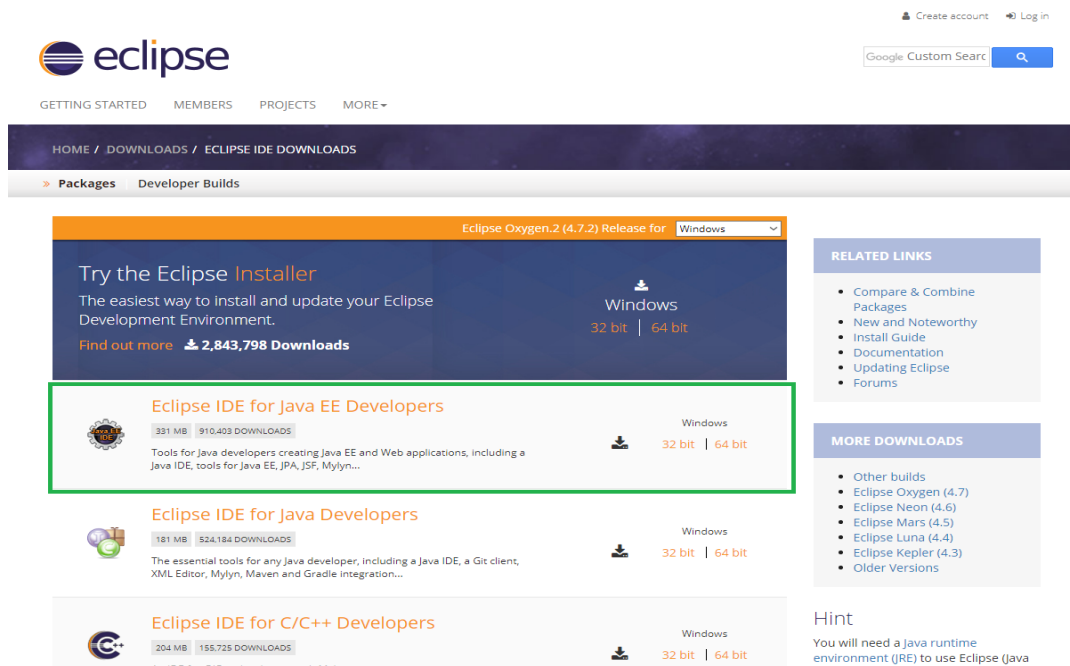 Create account Log in
eclipse
Google Custom Searc
GETTING STARTED MEMBERS PROJECTS MORE
HOME / DOWNLOADS / ECLIPSE IDE DOWNLOADS
» Packages Developer Builds
Eclipse Oxygen.2 (4.7.2) Release for Windows
Try the Eclipse Installer
The easiest way to install and update your Eclipse
Development Environment.
Find out more 2,843,798 Downloads
Windows
32 bit | 64 bit
Java EE
IDE
Eclipse IDE for Java EE Developers
331 MB 910,403 DOWNLOADS
Tools for Java developers creating Java EE and Web applications, including a
Java IDE, tools for Java EE, JPA, JSF, Mylyn...
Windows
32 bit | 64 bit
Eclipse IDE for Java Developers
181 MB 524,184 DOWNLOADS
The essential tools for any Java developer, including a Java IDE, a Git client,
XML Editor, Mylyn, Maven and Gradle integration...
Windows
32 bit | 64 bit
C++
Eclipse IDE for C/C++ Developers
204 MB 155,725 DOWNLOADS
Windows
32 bit | 64 bit
RELATED LINKS
• Compare & Combine
Packages
• New and Noteworthy
• Install Guide
• Documentation
• Updating Eclipse
• Forums
MORE DOWNLOADS
• Other builds
• Eclipse Oxygen (4.7)
• Eclipse Neon (4.6)
• Eclipse Mars (4.5)
• Eclipse Luna (4.4)
• Eclipse Kepler (4.3)
• Older Versions
Hint
You will need a Java runtime
environment (JRE) to use Eclipse (Java